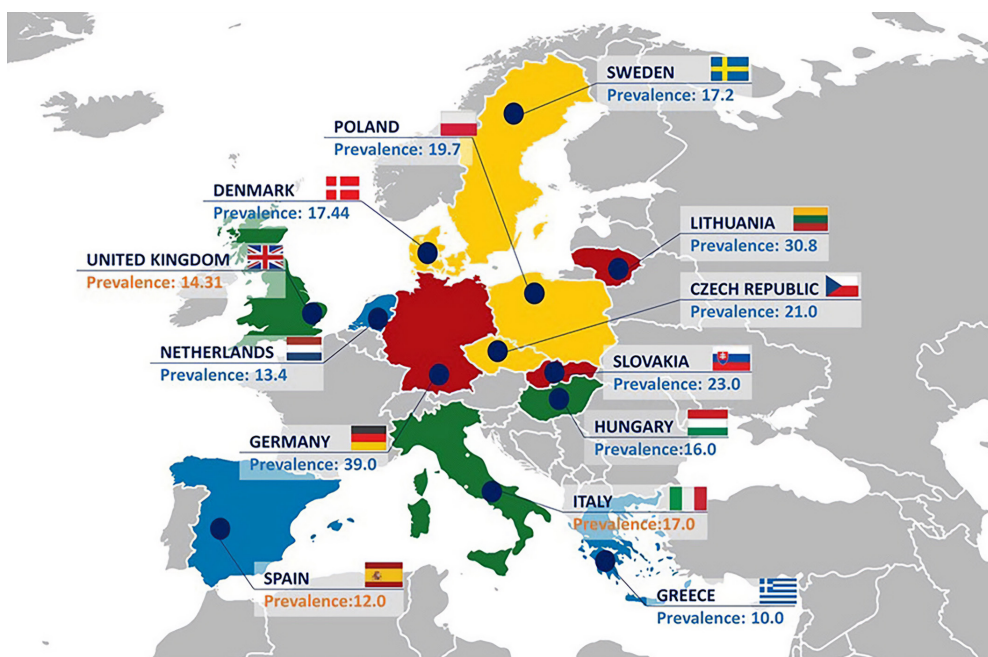 SWEDEN
Prevalence: 17.2
POLAND
Prevalence: 19.7
DENMARK
Prevalence: 17.44
LITHUANIA
Prevalence: 30.8
UNITED KINGDOM
Prevalence: 14.31
CZECH REPUBLIC
Prevalence: 21.0
NETHERLANDS
Prevalence: 13.4
SLOVAKIA
Prevalence: 23.0
HUNGARY
Prevalence:16.0
GERMANY
Prevalence: 39.0
ITALY
Prevalence:17.0
SPAIN
Prevalence:12.0
GREECE
Prevalence: 10.0